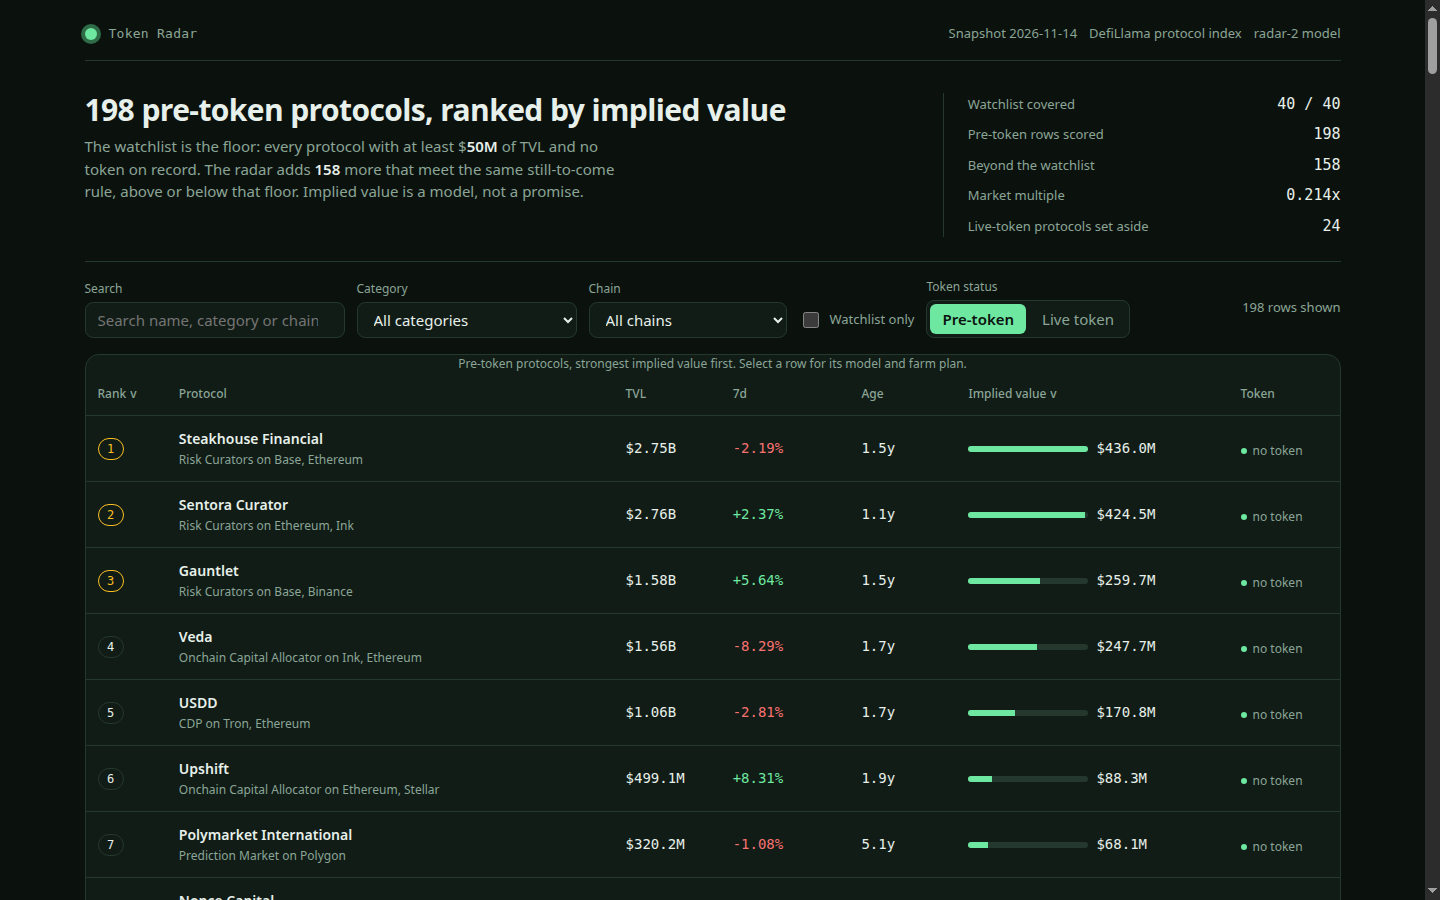 Token Radar
Snapshot 2026-11-14 DefiLlama protocol index radar-2 model
198 pre-token protocols, ranked by implied value
The watchlist is the floor: every protocol with at least $50M of TVL and no
token on record. The radar adds 158 more that meet the same still-to-come
rule, above or below that floor. Implied value is a model, not a promise.
Watchlist covered 40 / 40
Pre-token rows scored 198
Beyond the watchlist 158
Market multiple 0.214x
Live-token protocols set aside 24
Search
Search name, category or chain
Category
All categories
Chain
All chains
Watchlist only
Token status
Pre-token Live token
198 rows shown
Pre-token protocols, strongest implied value first. Select a row for its model and farm plan.
Rank v Protocol TVL 7d Age Implied value v Token
1 Steakhouse Financial $2.75B -2.19% 1.5y $436.0M no token
Risk Curators on Base, Ethereum
2 Sentora Curator $2.76B +2.37% 1.1y $424.5M no token
Risk Curators on Ethereum, Ink
3 Gauntlet $1.58B +5.64% 1.5y $259.7M no token
Risk Curators on Base, Binance
4 Veda $1.56B -8.29% 1.7y $247.7M no token
Onchain Capital Allocator on Ink, Ethereum
5 USDD $1.06B -2.81% 1.7y $170.8M no token
CDP on Tron, Ethereum
6 Upshift $499.1M +8.31% 1.9y $88.3M no token
Onchain Capital Allocator on Ethereum, Stellar
7 Polymarket International $320.2M -1.08% 5.1y $68.1M no token
Prediction Market on Polygon